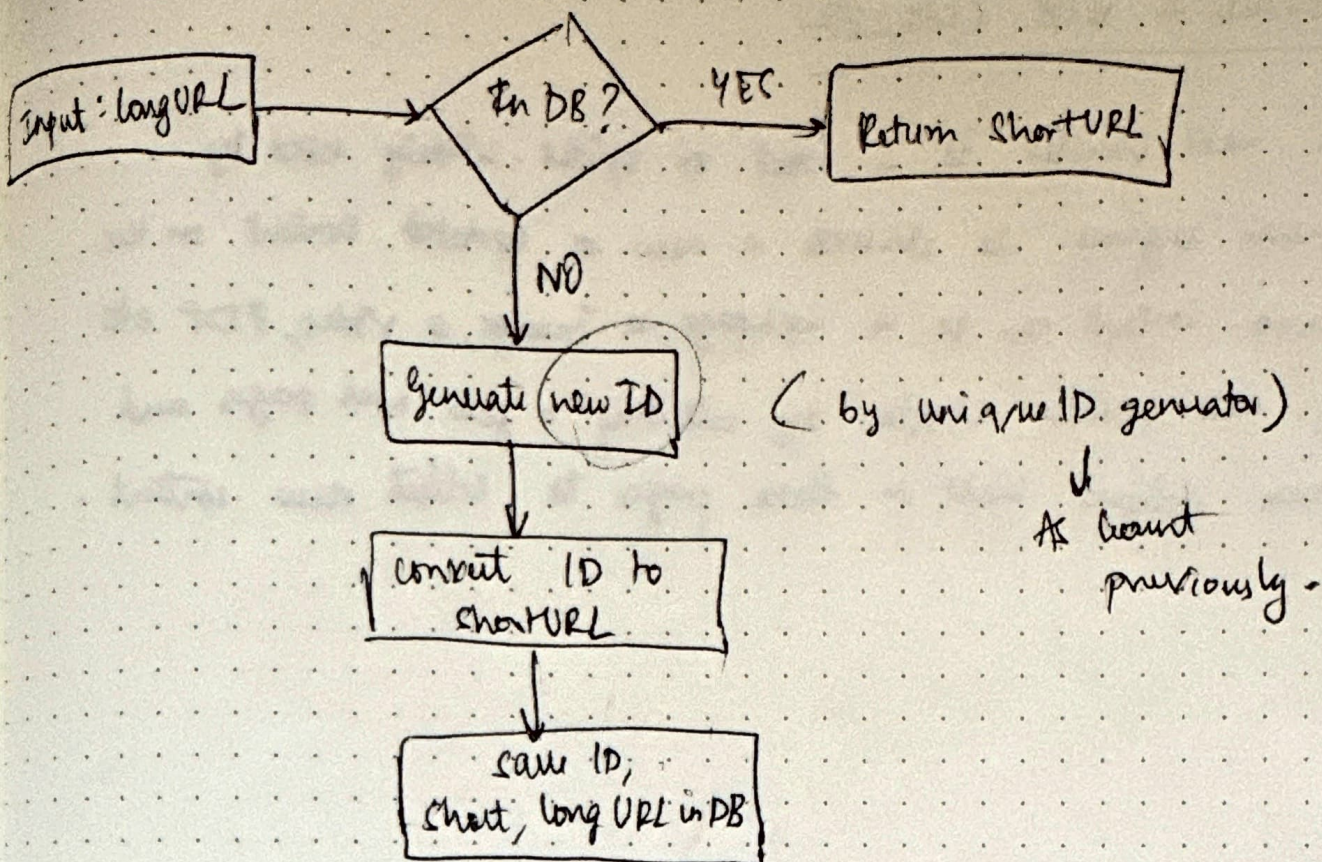 Input: longURL
In DB?
YES
Return ShortURL
NO
Generate new ID
(by unique ID generator)
As learnt
previously.
convert ID to
shortURL
save ID,
short, long URL in DB